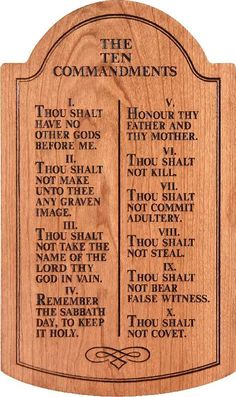 THE
TEN
COMMANDMENTS
I.
THOU SHALT
HAVE NO
OTHER GODS
BEFORE ME.
II.
THOU SHALT
NOT MAKE
UNTO THEE
ANY GRAVEN
IMAGE.
III.
THOU SHALT
NOT TAKE THE
NAME OF THE
LORD THY
GOD IN VAIN.
IV.
REMEMBER
THE SABBATH
DAY, TO KEEP
IT HOLY.
V.
HONOUR THY
FATHER AND
THY MOTHER.
VI.
THOU SHALT
NOT KILL.
VII.
THOU SHALT
NOT COMMIT
ADULTERY.
VIII.
THOU SHALT
NOT STEAL.
IX.
THOU SHALT
NOT BEAR
FALSE WITNESS.
X.
THOU SHALT
NOT COVET.